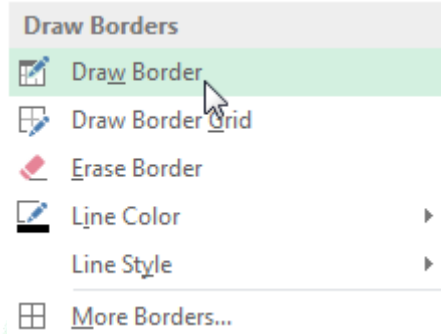 Draw Borders
Draw Border
Draw Border Grid
Erase Border
Line Color
Line Style
More Borders...